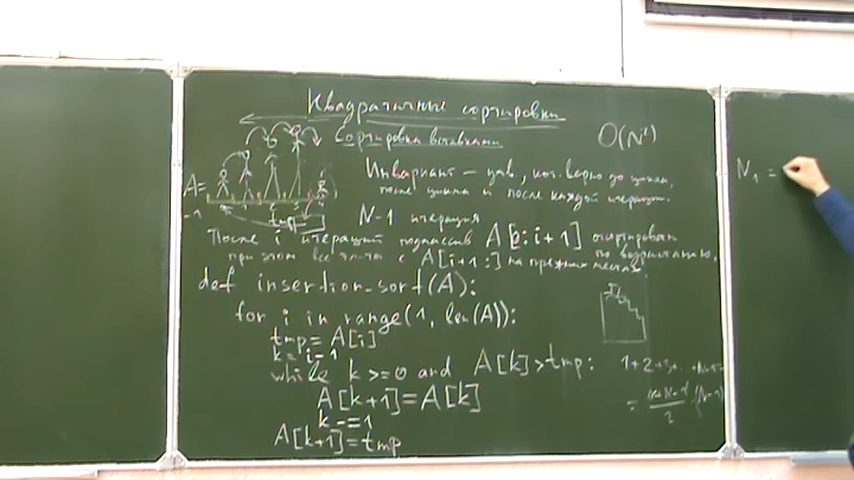 Квадратичные сортировки
Сортировка вставками
O(N²)
Инвариант – утв., кот. верно до цикла,
после цикла и после каждой итерации.
A=
-1
tmp
N-1 итерация
После i итераций подмассив A[0:i+1] отсортирован
по возрастанию,
при этом все эл-ты с A[i+1:] на прежних местах
def insertion_sort(A):
for i in range(1, len(A)):
tmp = A[i]
k = i-1
while k >= 0 and A[k] > tmp:
A[k+1] = A[k]
k -= 1
A[k+1] = tmp
1+2+3+
=
2
N₁ =